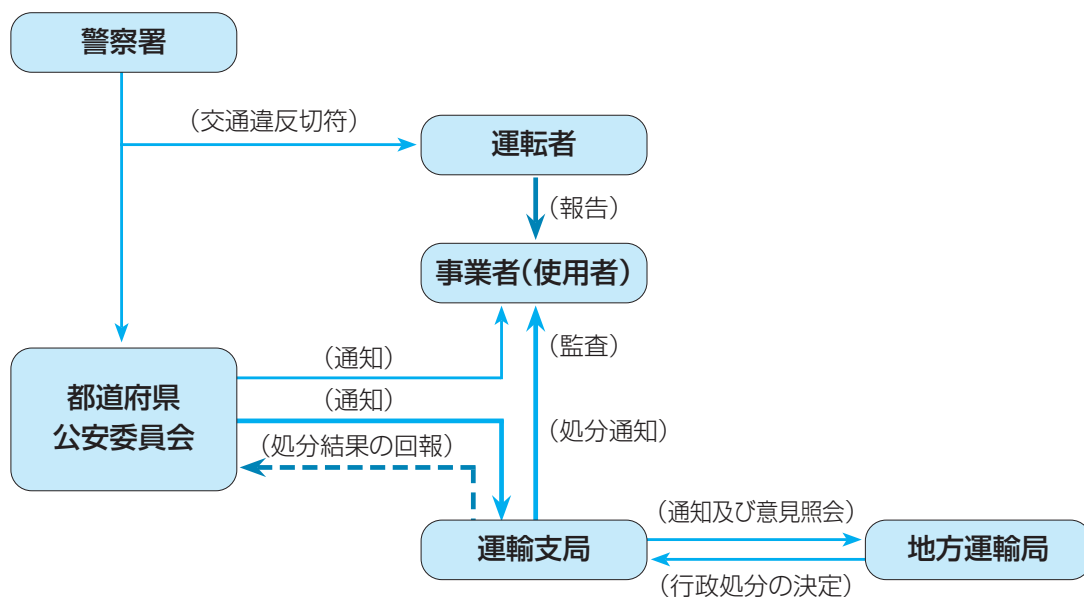 警察署
（交通違反切符）
運転者
（報告）
事業者（使用者）
（監査）
（通知）
都道府県
公安委員会
（通知）
（処分通知）
（処分結果の回報）
（通知及び意見照会）
運輸支局
地方運輸局
（行政処分の決定）